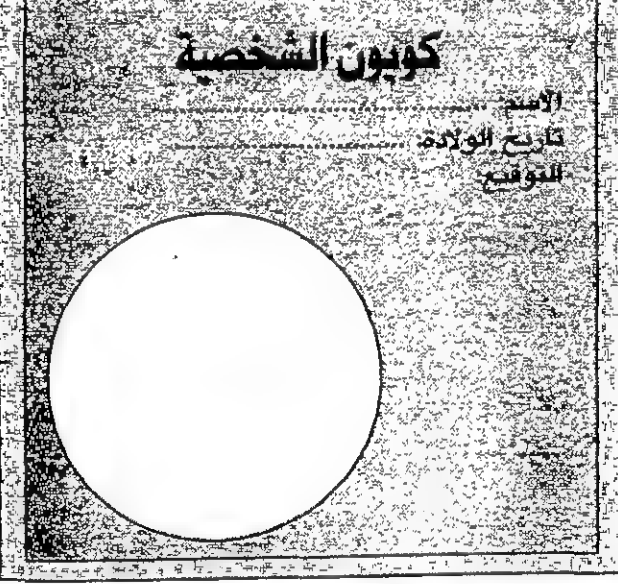 كوبون الشخصية
الاسم ..............................
تاريخ الولادة ..............................
التوقيع